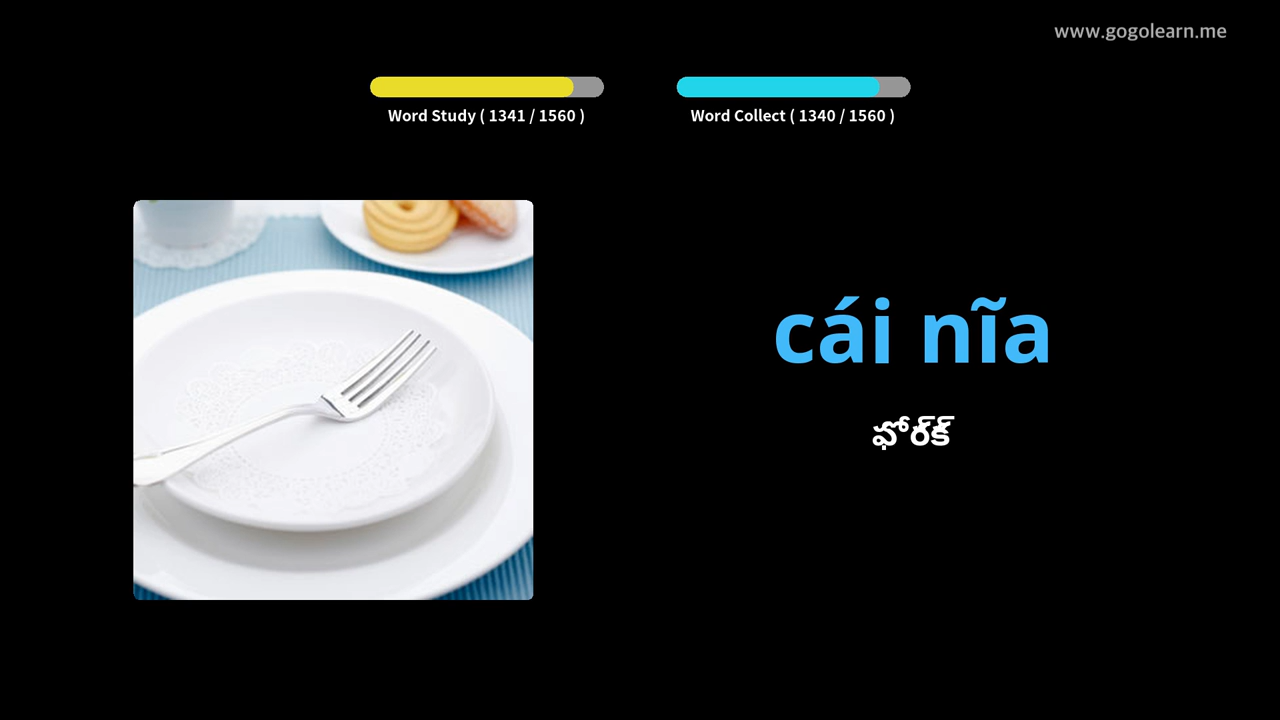 www.gogolearn.me
Word Study ( 1341 / 1560 )
Word Collect ( 1340 / 1560 )
cái nĩa
ఫోర్క్